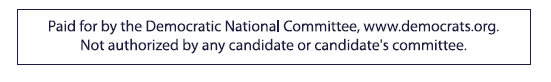 Paid for by the Democratic National Committee, www.democrats.org.
Not authorized by any candidate or candidate's committee.